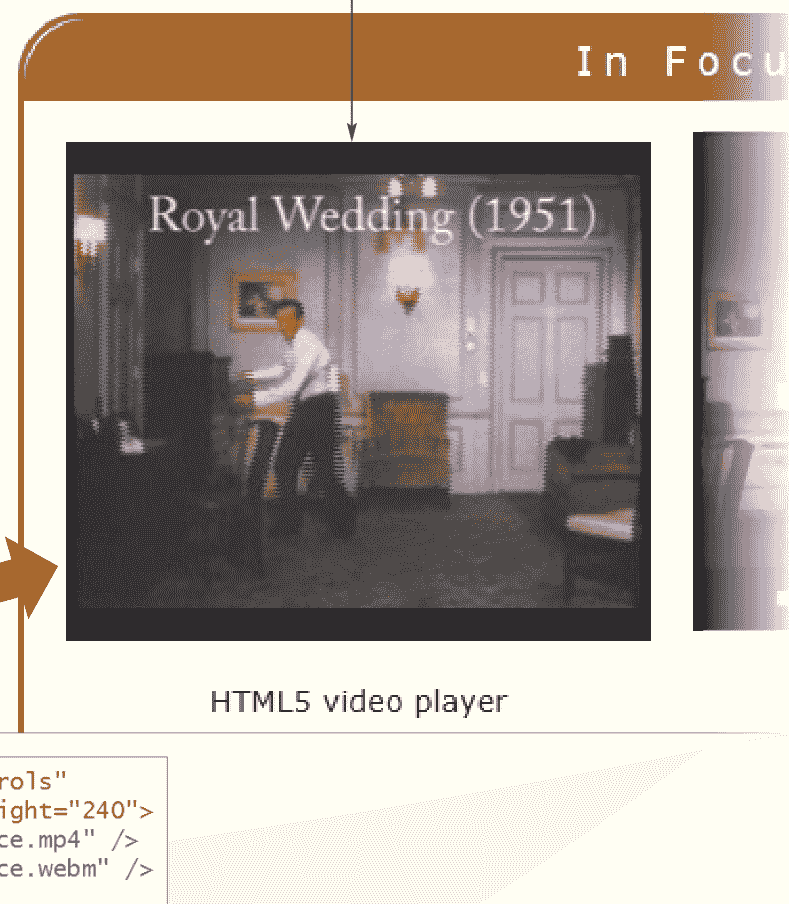 In Focu
Royal Wedding (1951)
HTML5 video player
rols"
ight="240">
ce.mp4" />
ce.webm" />